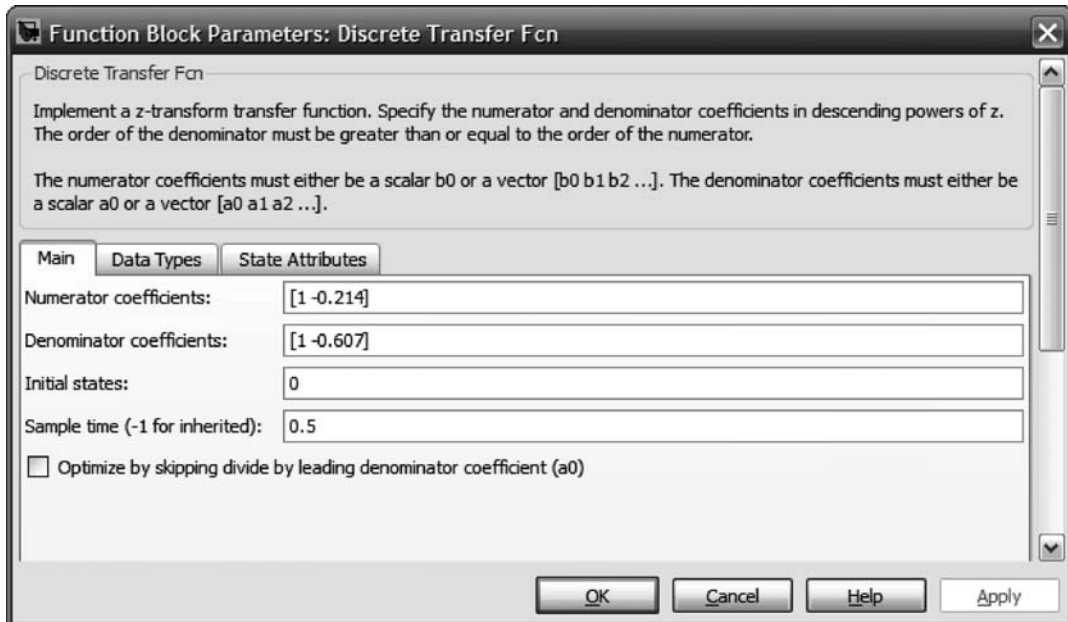 Function Block Parameters: Discrete Transfer Fcn
Discrete Transfer Fcn
Implement a z-transform transfer function. Specify the numerator and denominator coefficients in descending powers of z.
The order of the denominator must be greater than or equal to the order of the numerator.
The numerator coefficients must either be a scalar b0 or a vector [b0 b1 b2 ...]. The denominator coefficients must either be
a scalar a0 or a vector [a0 a1 a2 ...].
Main Data Types State Attributes
Numerator coefficients: [1 -0.214]
Denominator coefficients: [1 -0.607]
Initial states: 0
Sample time (-1 for inherited): 0.5
Optimize by skipping divide by leading denominator coefficient (a0)
OK Cancel Help Apply